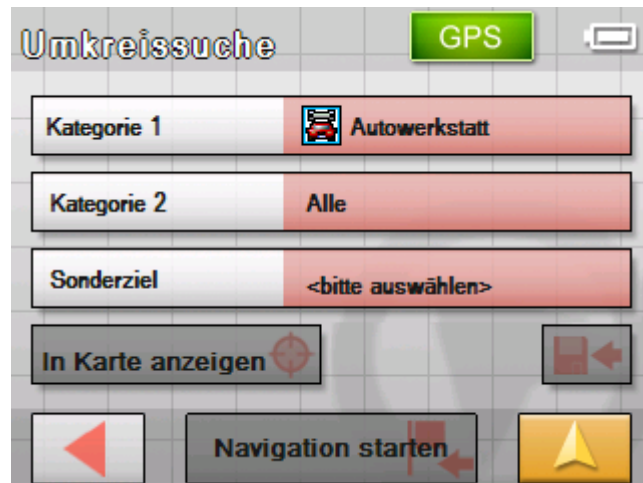 Umkreissuche GPS
Kategorie 1 Autowerkstatt
Kategorie 2 Alle
Sonderziel <bitte auswählen>
In Karte anzeigen
Navigation starten